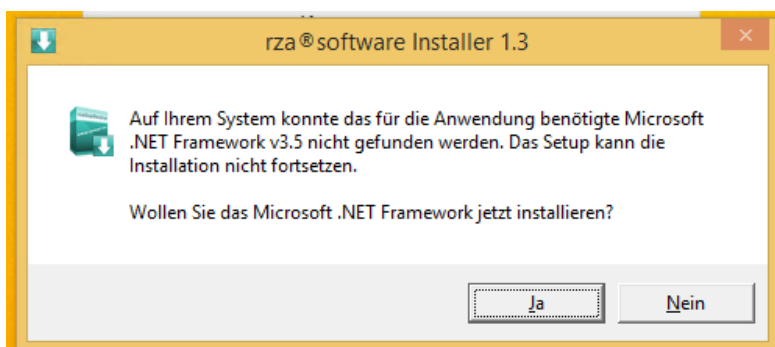 rza®software Installer 1.3
Auf Ihrem System konnte das für die Anwendung benötigte Microsoft
.NET Framework v3.5 nicht gefunden werden. Das Setup kann die
Installation nicht fortsetzen.
Wollen Sie das Microsoft .NET Framework jetzt installieren?
Ja
Nein